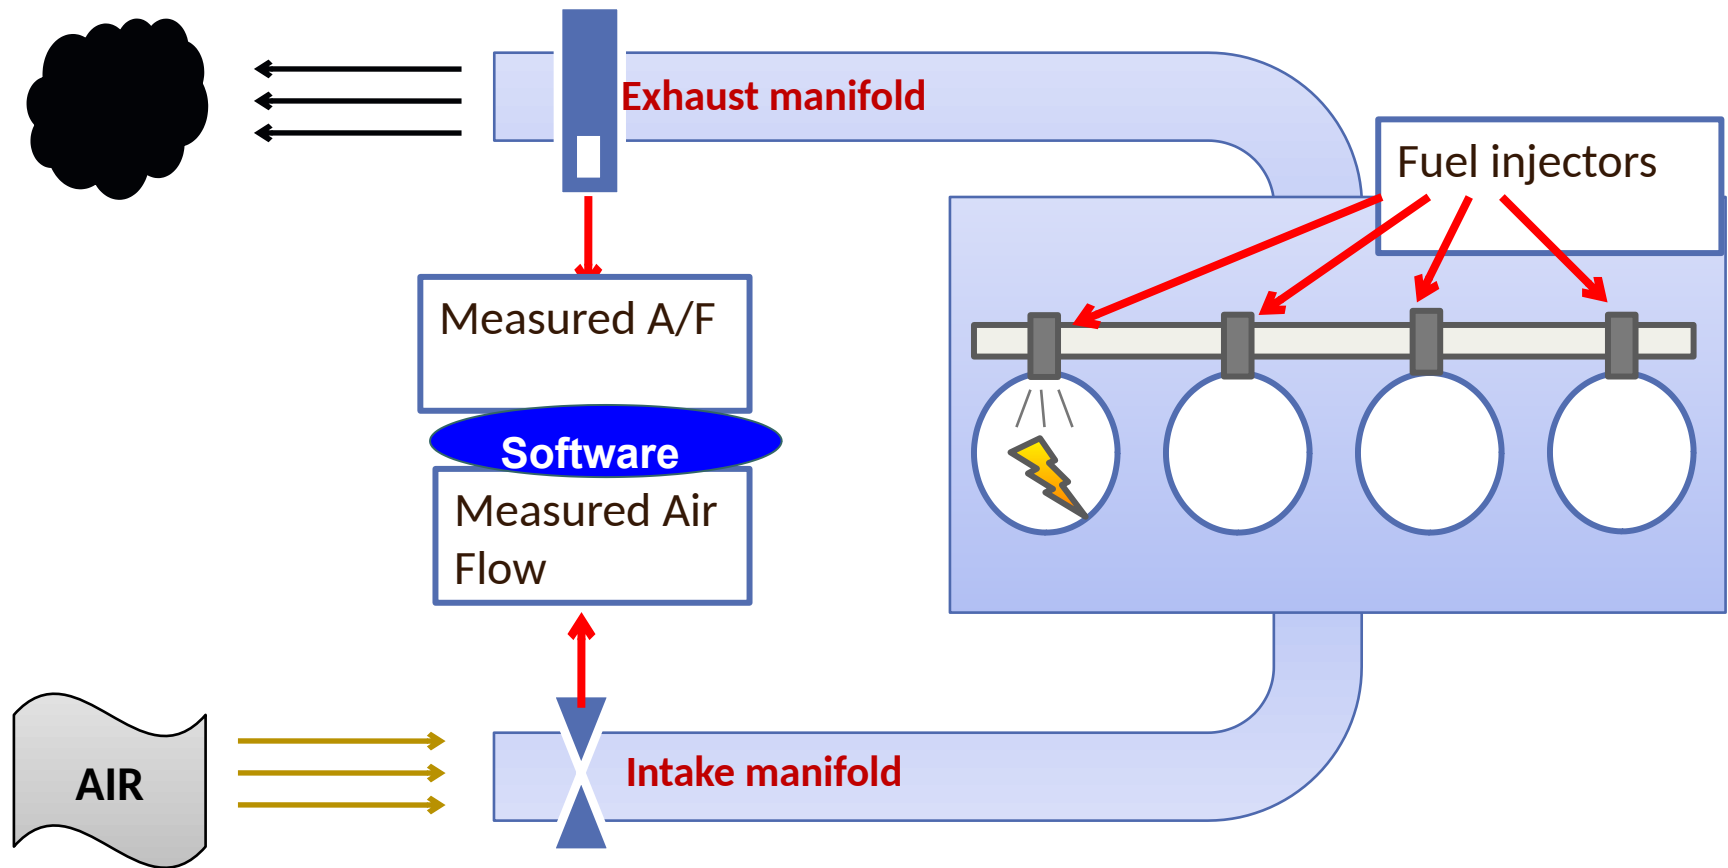 Exhaust manifold
Fuel injectors
Measured A/F
Software
Measured Air
Flow
AIR
Intake manifold